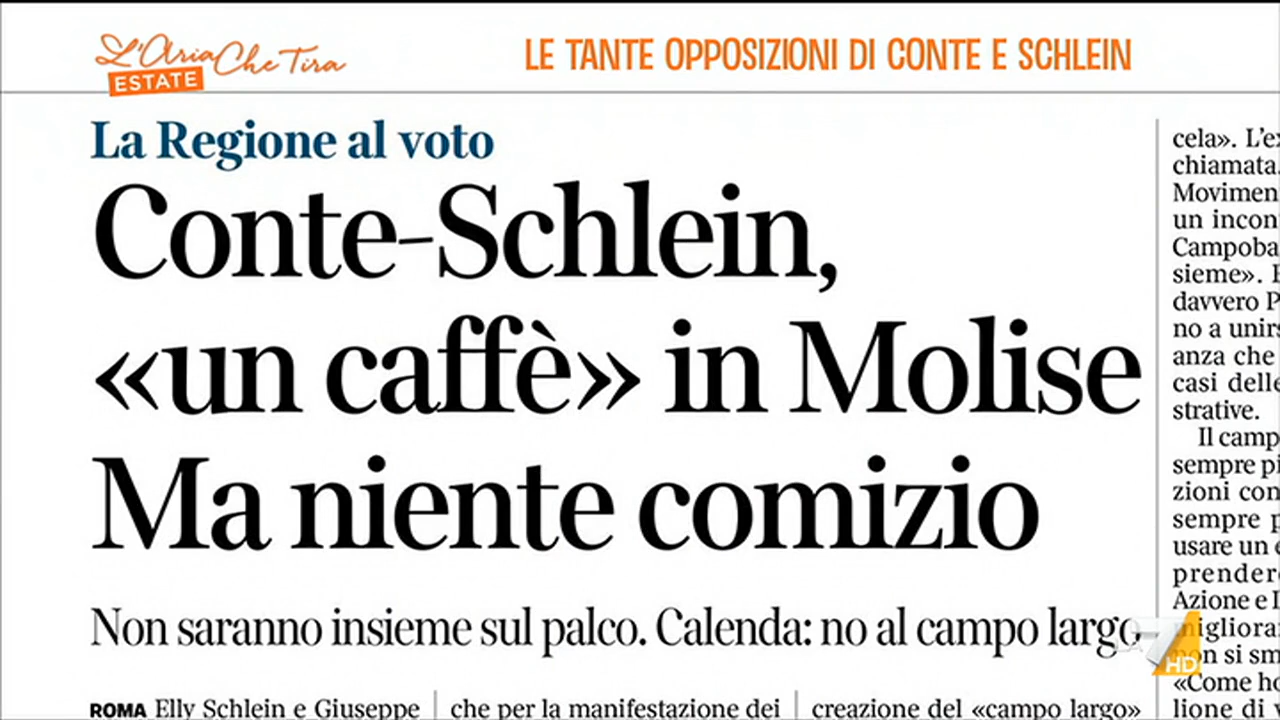 L'Aria Che Tira
ESTATE
LE TANTE OPPOSIZIONI DI CONTE E SCHLEIN
La Regione al voto
Conte-Schlein,
«un caffè» in Molise
Ma niente comizio
Non saranno insieme sul palco. Calenda: no al campo largo
ROMA Elly Schlein e Giuseppe
che per la manifestazione dei
creazione del «campo largo»
cela». L'ex
chiamata.
Movimen
un incon
Campoba
sieme».
davvero P
no a unirs
anza che
casi delle
strative.
Il camp
sempre pi
zioni con
sempre p
usare un e
prendere
Azione e I
migliorar
non si sm
«Come ho
lione di v
LA7
HD